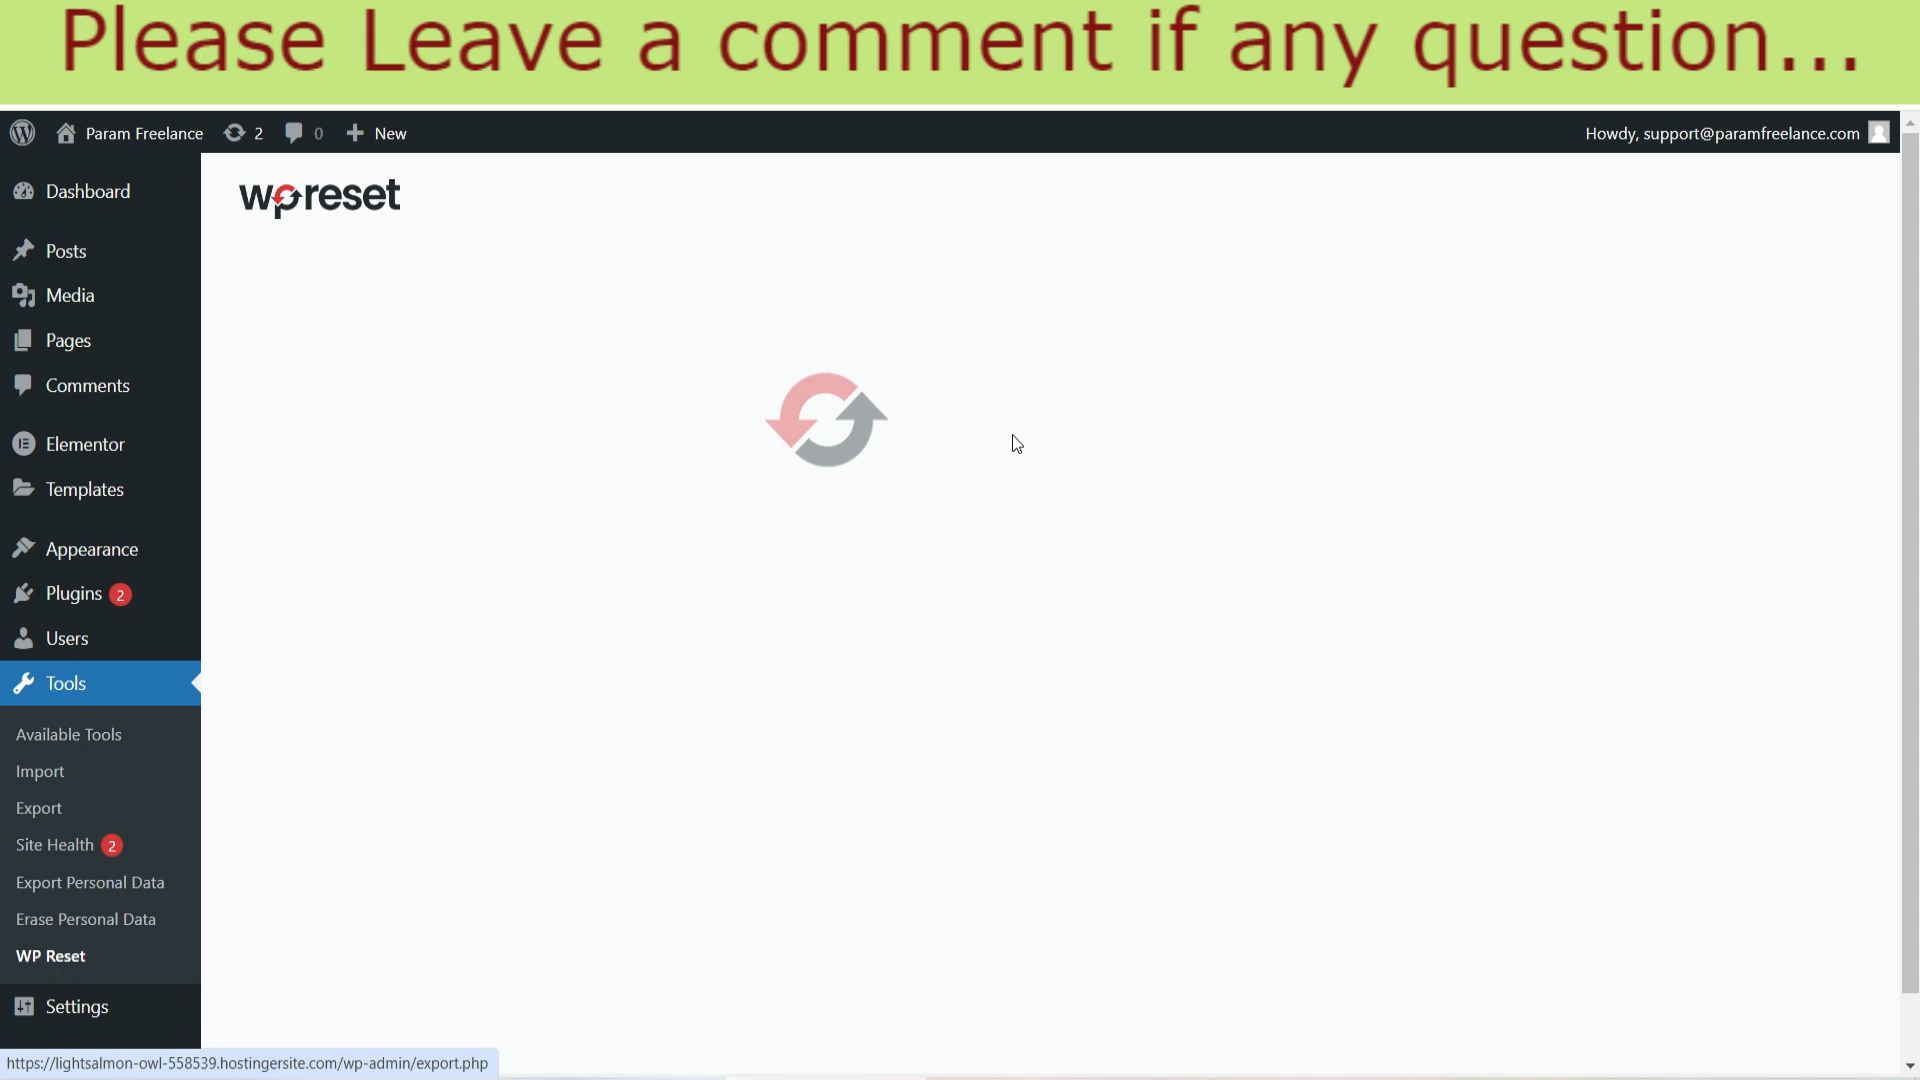 Please Leave a comment if any question...
Param Freelance 2 0 New
Howdy, support@paramfreelance.com
wpreset
Dashboard
Posts
Media
Pages
Comments
Elementor
Templates
Appearance
Plugins 2
Users
Tools
Available Tools
Import
Export
Site Health 2
Export Personal Data
Erase Personal Data
WP Reset
Settings
https://lightsalmon-owl-558539.hostingersite.com/wp-admin/export.php